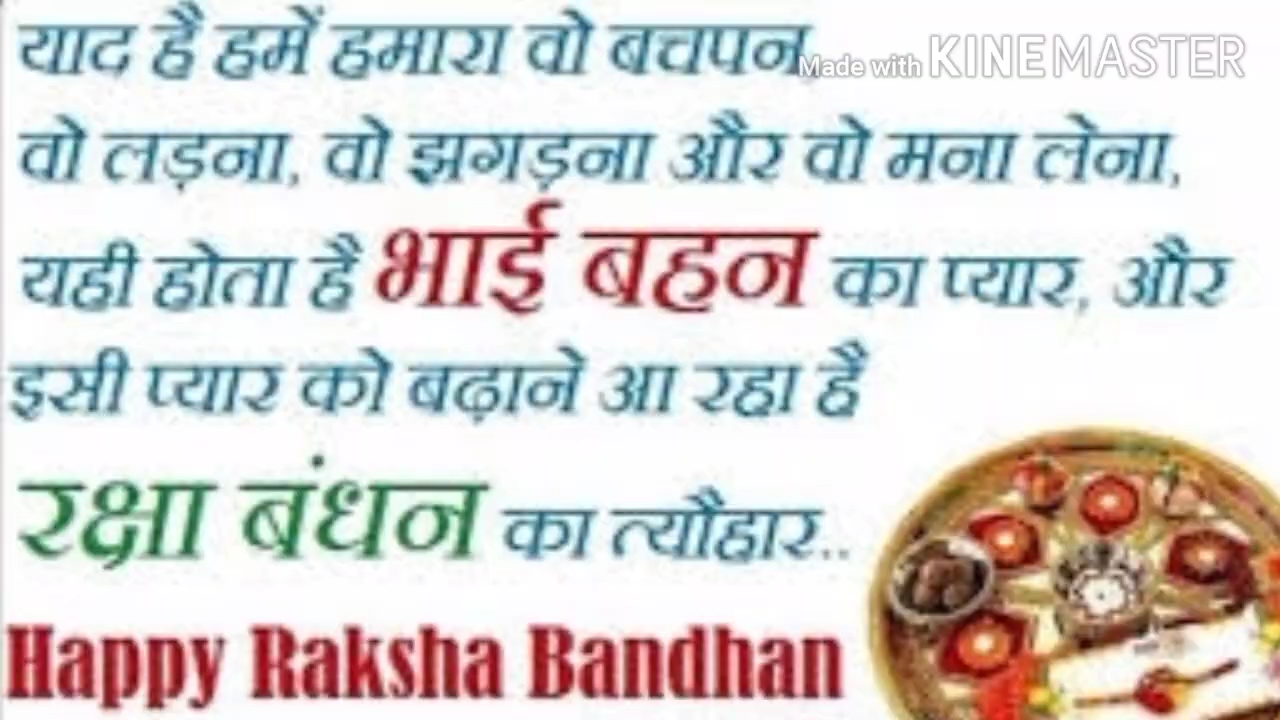 याद है हमें हमारा वो बचपन,
Made with KINEMASTER
वो लड़ना, वो झगड़ना और वो मना लेना,
यही होता है भाई बहन का प्यार, और
इसी प्यार को बढ़ाने आ रहा है
रक्षा बंधन का त्यौहार..
Happy Raksha Bandhan